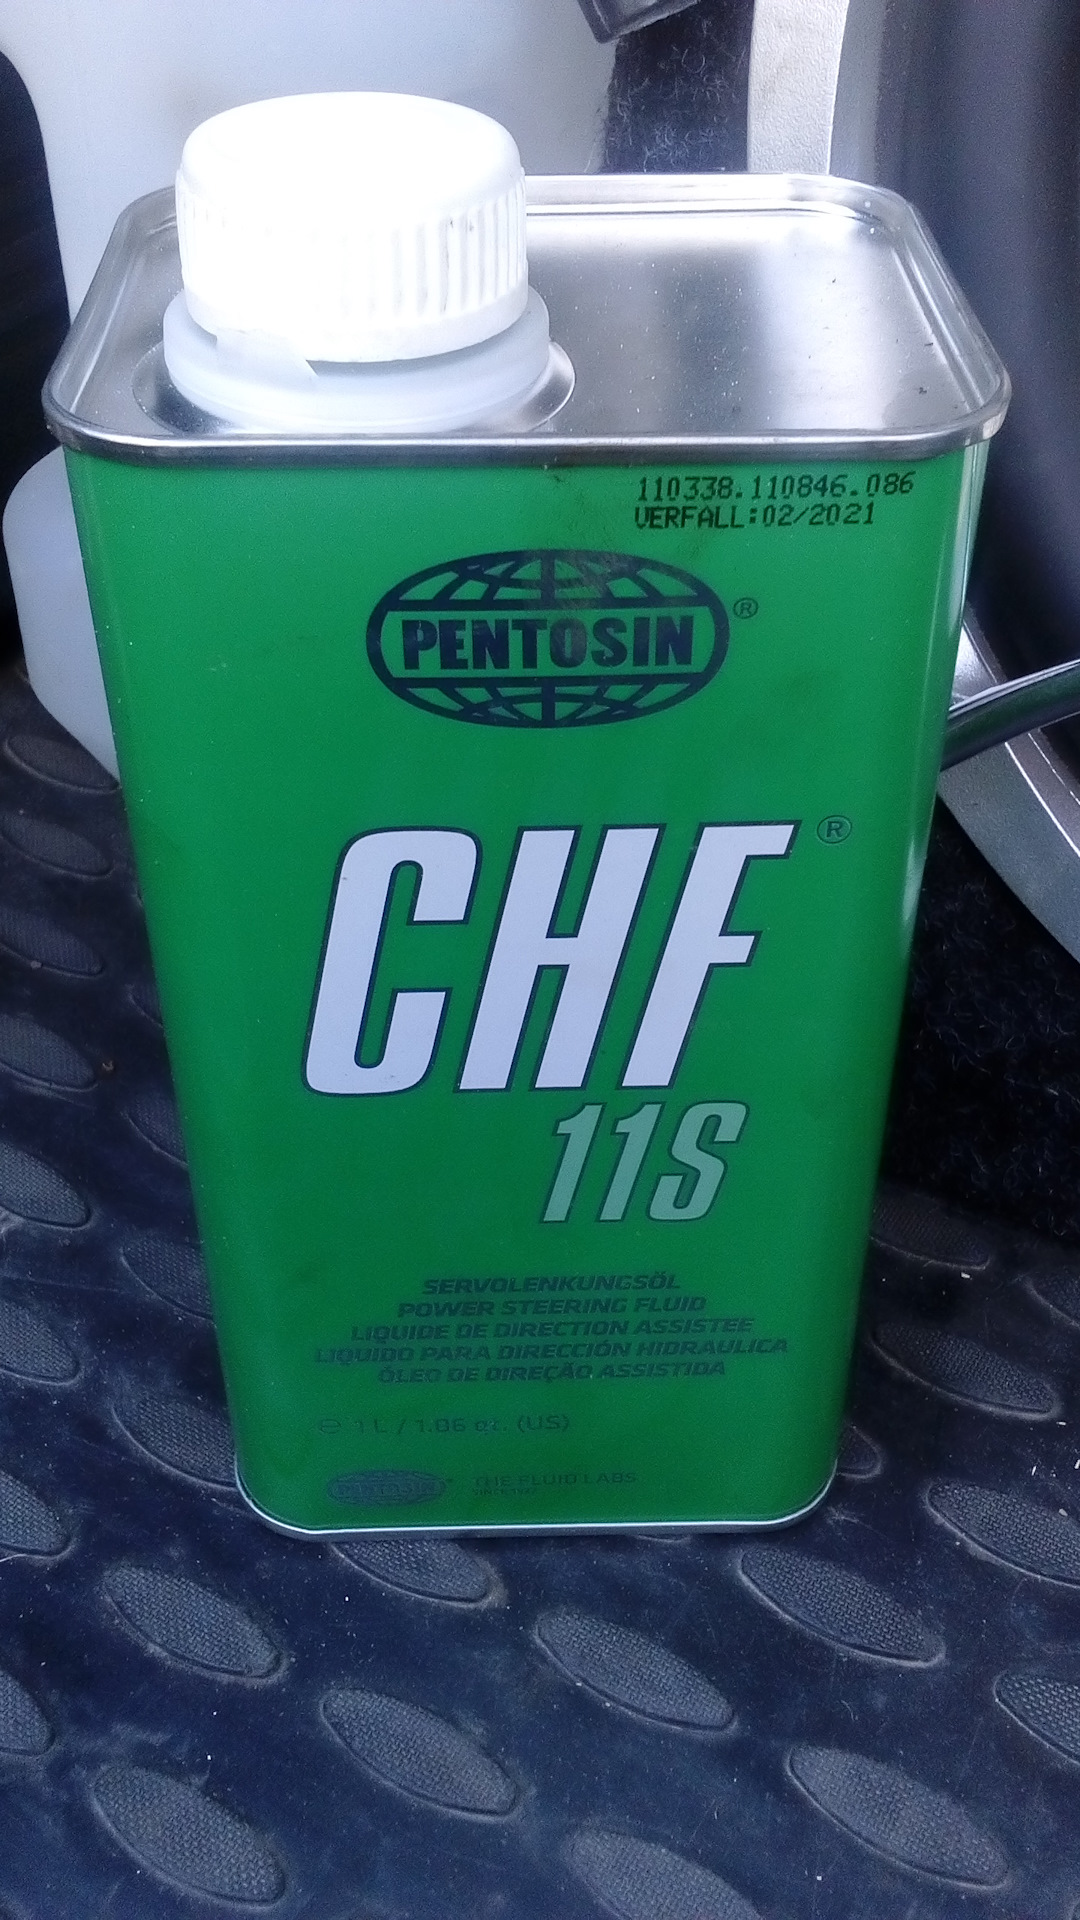 110338.110846.086
VERFALL:02/2021
PENTOSIN®
CHF®
11S
SERVOLENKUNGSÖL
POWER STEERING FLUID
LIQUIDE DE DIRECTION ASSISTEE
LIQUIDO PARA DIRECCIÓN HIDRAULICA
ÓLEO DE DIREÇÃO ASSISTIDA
℮ 1 L / 1.06 qt. (US)
PENTOSIN® THE FLUID LABS
SINCE